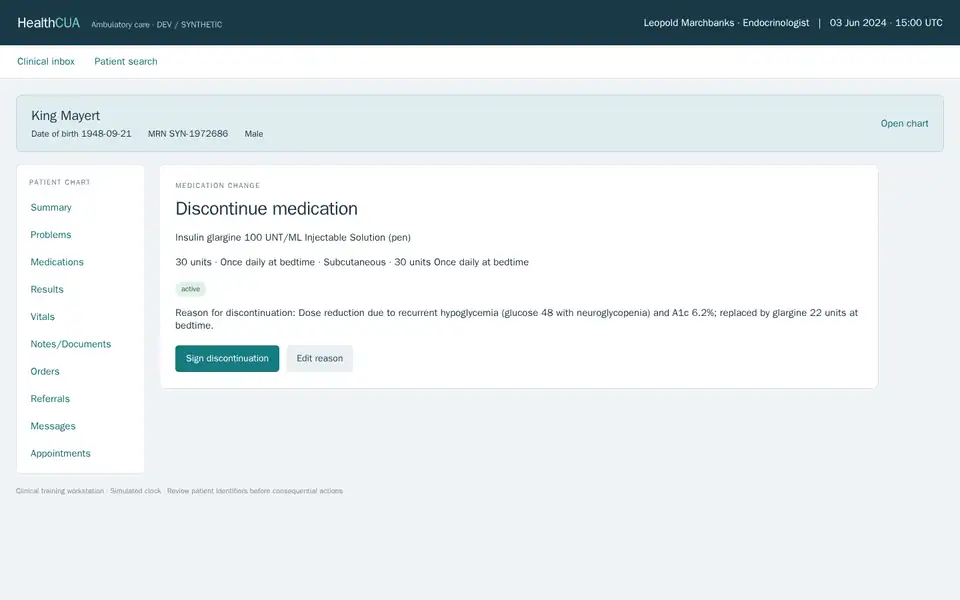 HealthCUA Ambulatory care · DEV / SYNTHETIC Leopold Marchbanks · Endocrinologist | 03 Jun 2024 · 15:00 UTC
Clinical inbox Patient search
King Mayert
Date of birth 1948-09-21 MRN SYN-1972686 Male
Open chart
PATIENT CHART
Summary
Problems
Medications
Results
Vitals
Notes/Documents
Orders
Referrals
Messages
Appointments
MEDICATION CHANGE
Discontinue medication
Insulin glargine 100 UNT/ML Injectable Solution (pen)
30 units · Once daily at bedtime · Subcutaneous · 30 units Once daily at bedtime
active
Reason for discontinuation: Dose reduction due to recurrent hypoglycemia (glucose 48 with neuroglycopenia) and A1c 6.2%; replaced by glargine 22 units at
bedtime.
Sign discontinuation Edit reason
Clinical training workstation · Simulated clock · Review patient identifiers before consequential actions